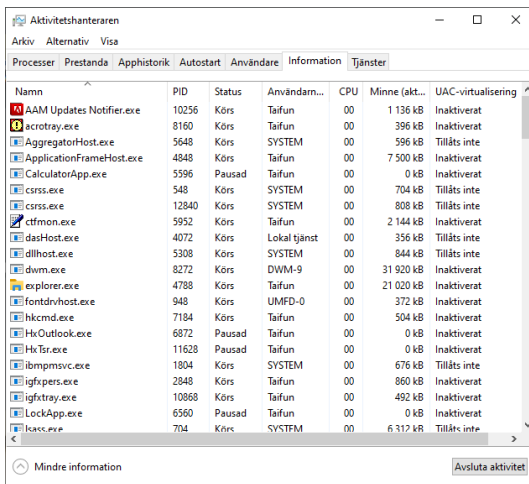 Aktivitetshanteraren
Arkiv Alternativ Visa
Processer Prestanda Apphistorik Autostart Användare Information Tjänster
Namn PID Status Användarn... CPU Minne (akt... UAC-virtualisering
AAM Updates Notifier.exe 10256 Körs Taifun 00 1 136 kB Inaktiverat
acrotray.exe 8160 Körs Taifun 00 396 kB Inaktiverat
AggregatorHost.exe 5648 Körs SYSTEM 00 596 kB Tillåts inte
ApplicationFrameHost.exe 4848 Körs Taifun 00 7 500 kB Inaktiverat
CalculatorApp.exe 5596 Pausad Taifun 00 0 kB Inaktiverat
csrss.exe 548 Körs SYSTEM 00 704 kB Tillåts inte
csrss.exe 12840 Körs SYSTEM 00 808 kB Tillåts inte
ctfmon.exe 5952 Körs Taifun 00 2 144 kB Inaktiverat
dasHost.exe 4072 Körs Lokal tjänst 00 356 kB Tillåts inte
dllhost.exe 5308 Körs SYSTEM 00 844 kB Tillåts inte
dwm.exe 8272 Körs DWM-9 00 31 920 kB Inaktiverat
explorer.exe 4788 Körs Taifun 00 21 020 kB Inaktiverat
fontdrvhost.exe 948 Körs UMFD-0 00 372 kB Inaktiverat
hkcmd.exe 7184 Körs Taifun 00 504 kB Inaktiverat
HxOutlook.exe 6872 Pausad Taifun 00 0 kB Inaktiverat
HxTsr.exe 11628 Pausad Taifun 00 0 kB Inaktiverat
ibmpmsvc.exe 1804 Körs SYSTEM 00 676 kB Tillåts inte
igfxpers.exe 2848 Körs Taifun 00 860 kB Inaktiverat
igfxtray.exe 10868 Körs Taifun 00 492 kB Inaktiverat
LockApp.exe 6560 Pausad Taifun 00 0 kB Inaktiverat
lsass.exe 704 Körs SYSTEM 00 6 312 kB Tillåts inte
Mindre information Avsluta aktivitet